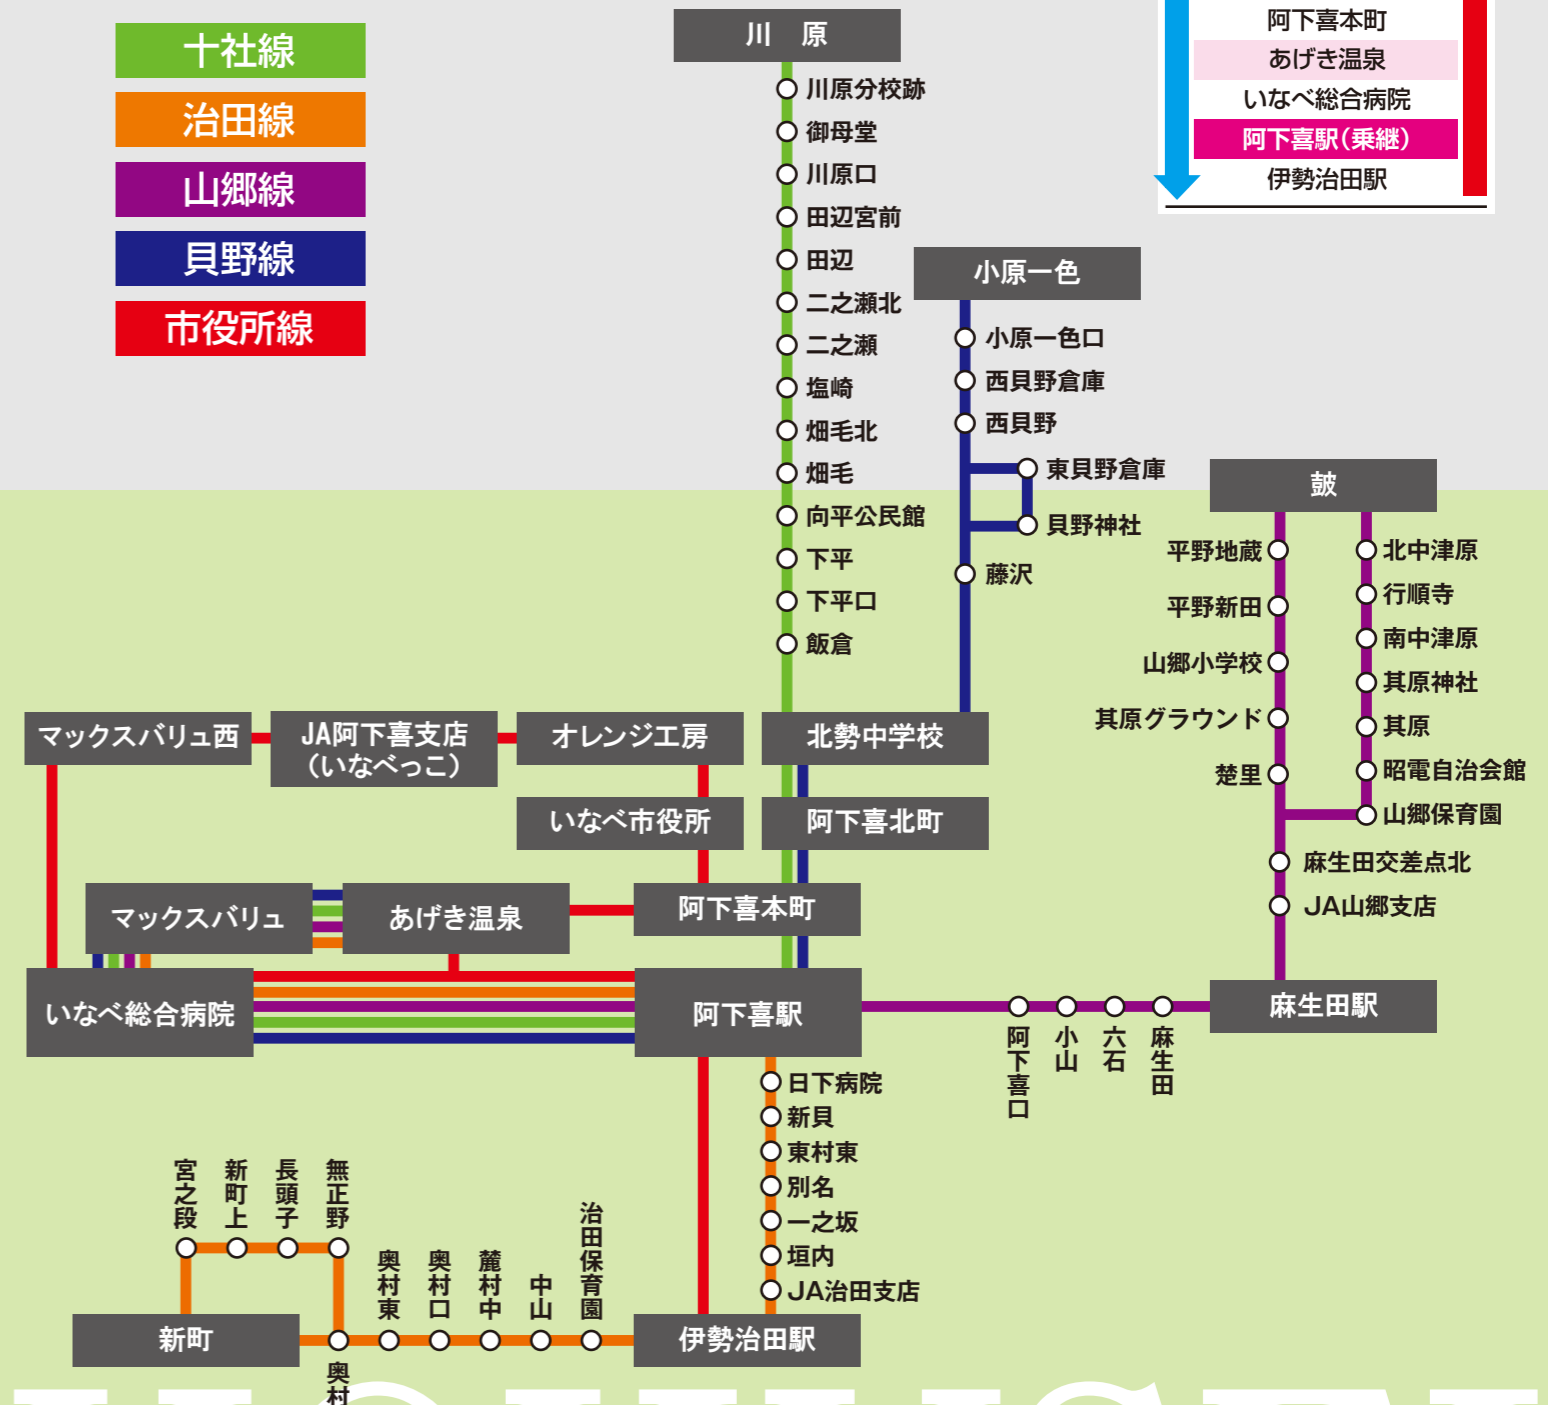 十社線
治田線
山郷線
貝野線
市役所線
阿下喜本町
あげき温泉
いなべ総合病院
阿下喜駅（乗継）
伊勢治田駅
川　原
川原分校跡
御母堂
川原口
田辺宮前
田辺
二之瀬北
二之瀬
塩崎
畑毛北
畑毛
向平公民館
下平
下平口
飯倉
小原一色
小原一色口
西貝野倉庫
西貝野
東貝野倉庫
貝野神社
藤沢
鼓
平野地蔵
平野新田
山郷小学校
其原グラウンド
楚里
北中津原
行順寺
南中津原
其原神社
其原
昭電自治会館
山郷保育園
麻生田交差点北
JA山郷支店
麻生田駅
マックスバリュ西
JA阿下喜支店
（いなべっこ）
オレンジ工房
北勢中学校
いなべ市役所
阿下喜北町
マックスバリュ
あげき温泉
阿下喜本町
いなべ総合病院
阿下喜駅
阿下喜口
小山
六石
麻生田
日下病院
新貝
東村東
別名
一之坂
垣内
JA治田支店
宮之段
新町上
長頭子
無正野
奥村東
奥村口
麓村中
中山
治田保育園
新町
奥村
伊勢治田駅